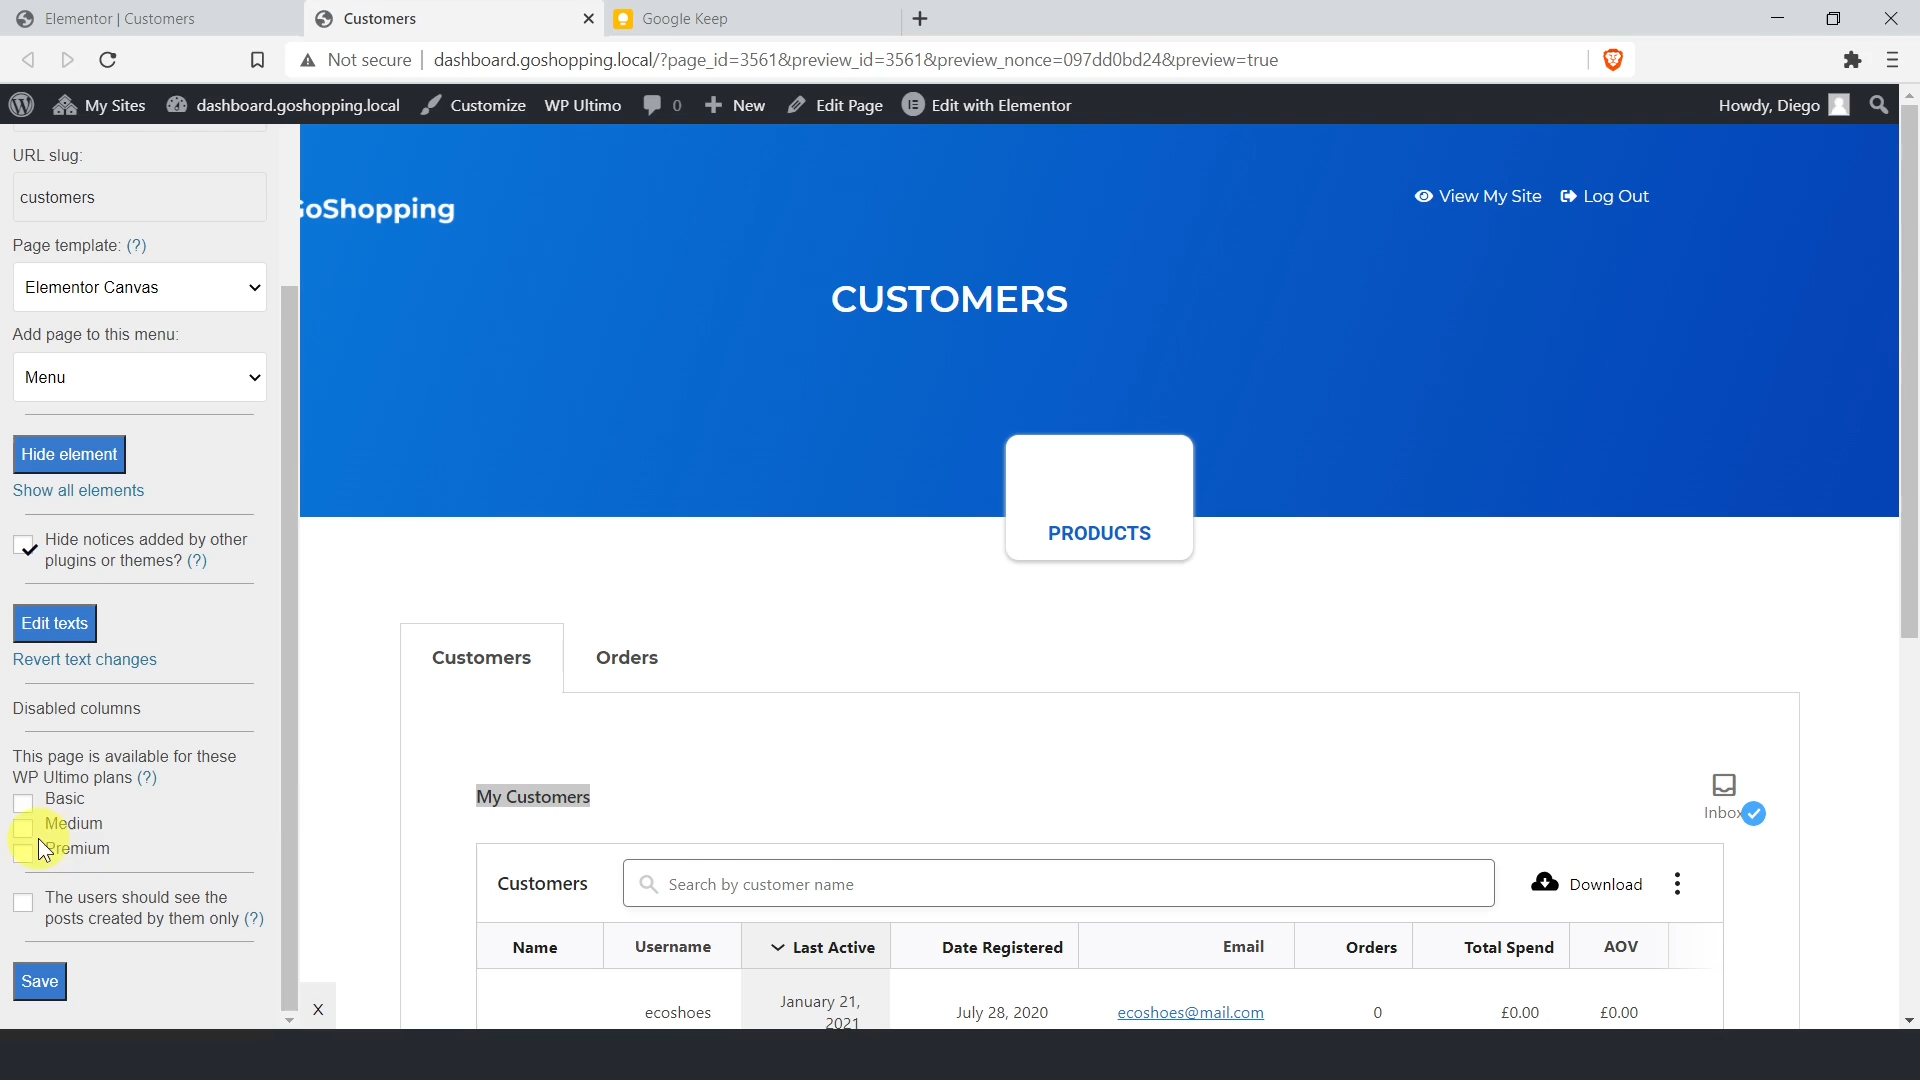 Elementor | Customers
Customers
Google Keep
Not secure
dashboard.goshopping.local/?page_id=3561&preview_id=3561&preview_nonce=097dd0bd24&preview=true
My Sites
dashboard.goshopping.local
Customize
WP Ultimo
0
New
Edit Page
Edit with Elementor
Howdy, Diego
URL slug:
customers
Page template: (?)
Elementor Canvas
Add page to this menu:
Menu
Hide element
Show all elements
Hide notices added by other
plugins or themes? (?)
Edit texts
Revert text changes
Disabled columns
This page is available for these
WP Ultimo plans (?)
Basic
Medium
Premium
The users should see the
posts created by them only (?)
Save
X
GoShopping
View My Site
Log Out
CUSTOMERS
PRODUCTS
Customers
Orders
My Customers
Inbox
Customers
Search by customer name
Download
Name
Username
Last Active
Date Registered
Email
Orders
Total Spend
AOV
ecoshoes
January 21,
2021
July 28, 2020
ecoshoes@mail.com
0
£0.00
£0.00